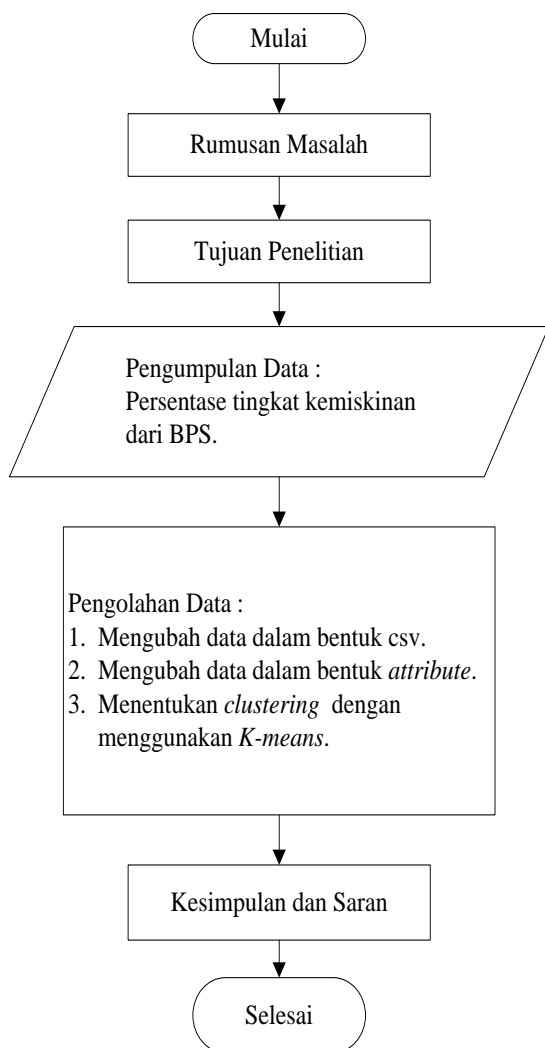 Mulai
Rumusan Masalah
Tujuan Penelitian
Pengumpulan Data :
Persentase tingkat kemiskinan
dari BPS.
Pengolahan Data :
1. Mengubah data dalam bentuk csv.
2. Mengubah data dalam bentuk attribute.
3. Menentukan clustering dengan
menggunakan K-means.
Kesimpulan dan Saran
Selesai